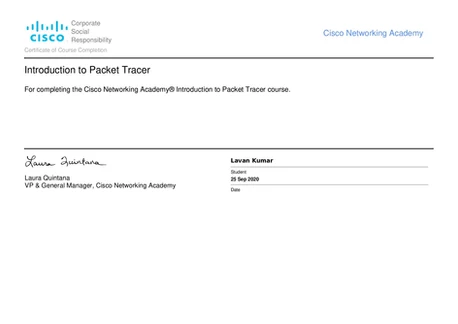 Corporate
Social
Responsibility
CISCO
Cisco Networking Academy
Certificate of Course Completion
Introduction to Packet Tracer
For completing the Cisco Networking Academy® Introduction to Packet Tracer course.
Laura Quintana
Laura Quintana
VP & General Manager, Cisco Networking Academy
Lavan Kumar
Student
25 Sep 2020
Date